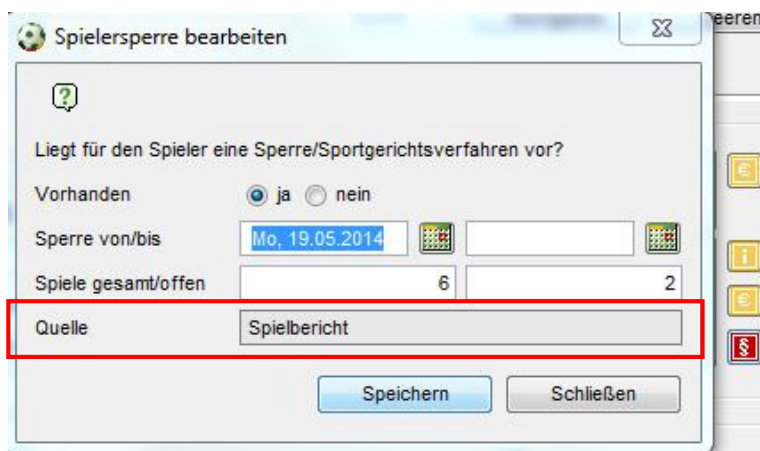 Spielersperre bearbeiten
eeren
Liegt für den Spieler eine Sperre/Sportgerichtsverfahren vor?
Vorhanden ja nein
Sperre von/bis Mo, 19.05.2014
Spiele gesamt/offen 6 2
Quelle Spielbericht
Speichern Schließen